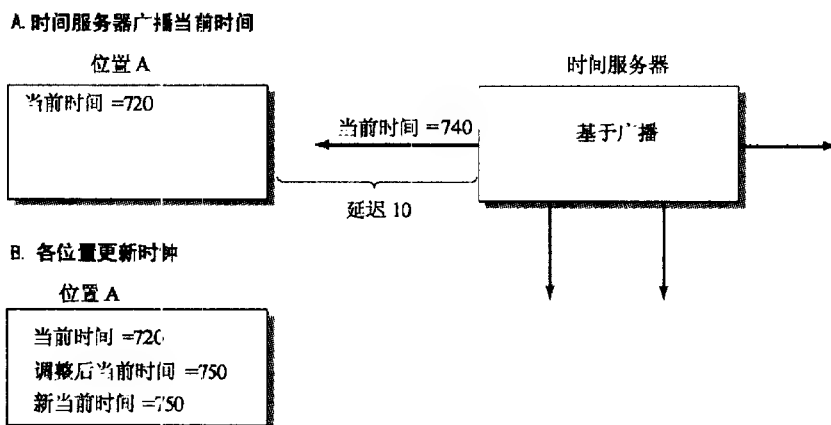 A. 时间服务器广播当前时间
位置 A
时间服务器
当前时间 =720
当前时间 =740
基于广播
延迟 10
B. 各位置更新时钟
位置 A
当前时间 =720
调整后当前时间 =750
新当前时间 =750